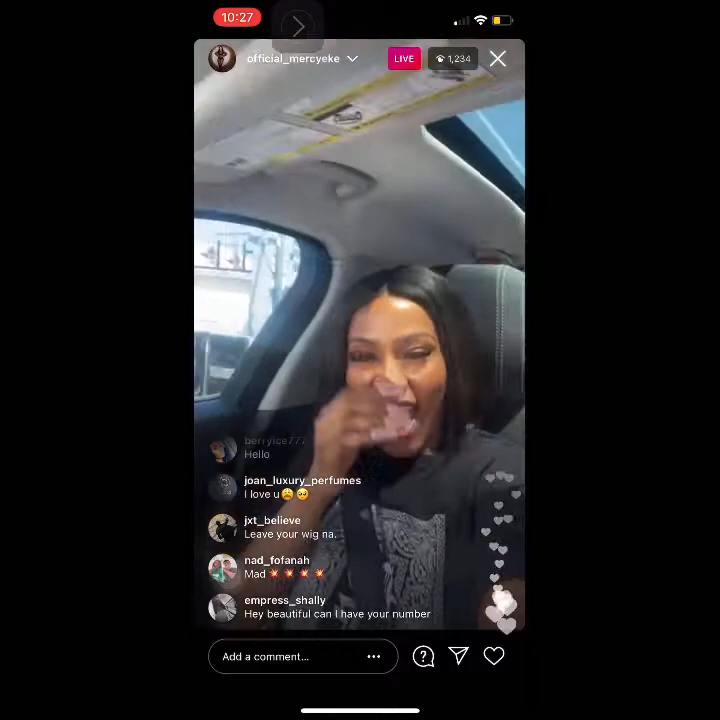 10:27
official_mercyeke
LIVE
1,234
berryice777
Hello
joan_luxury_perfumes
I love u😩🥺
jxt_believe
Leave your wig na.
nad_fofanah
Mad 💥 💥 💥 💥
empress_shally
Hey beautiful can I have your number
Add a comment...